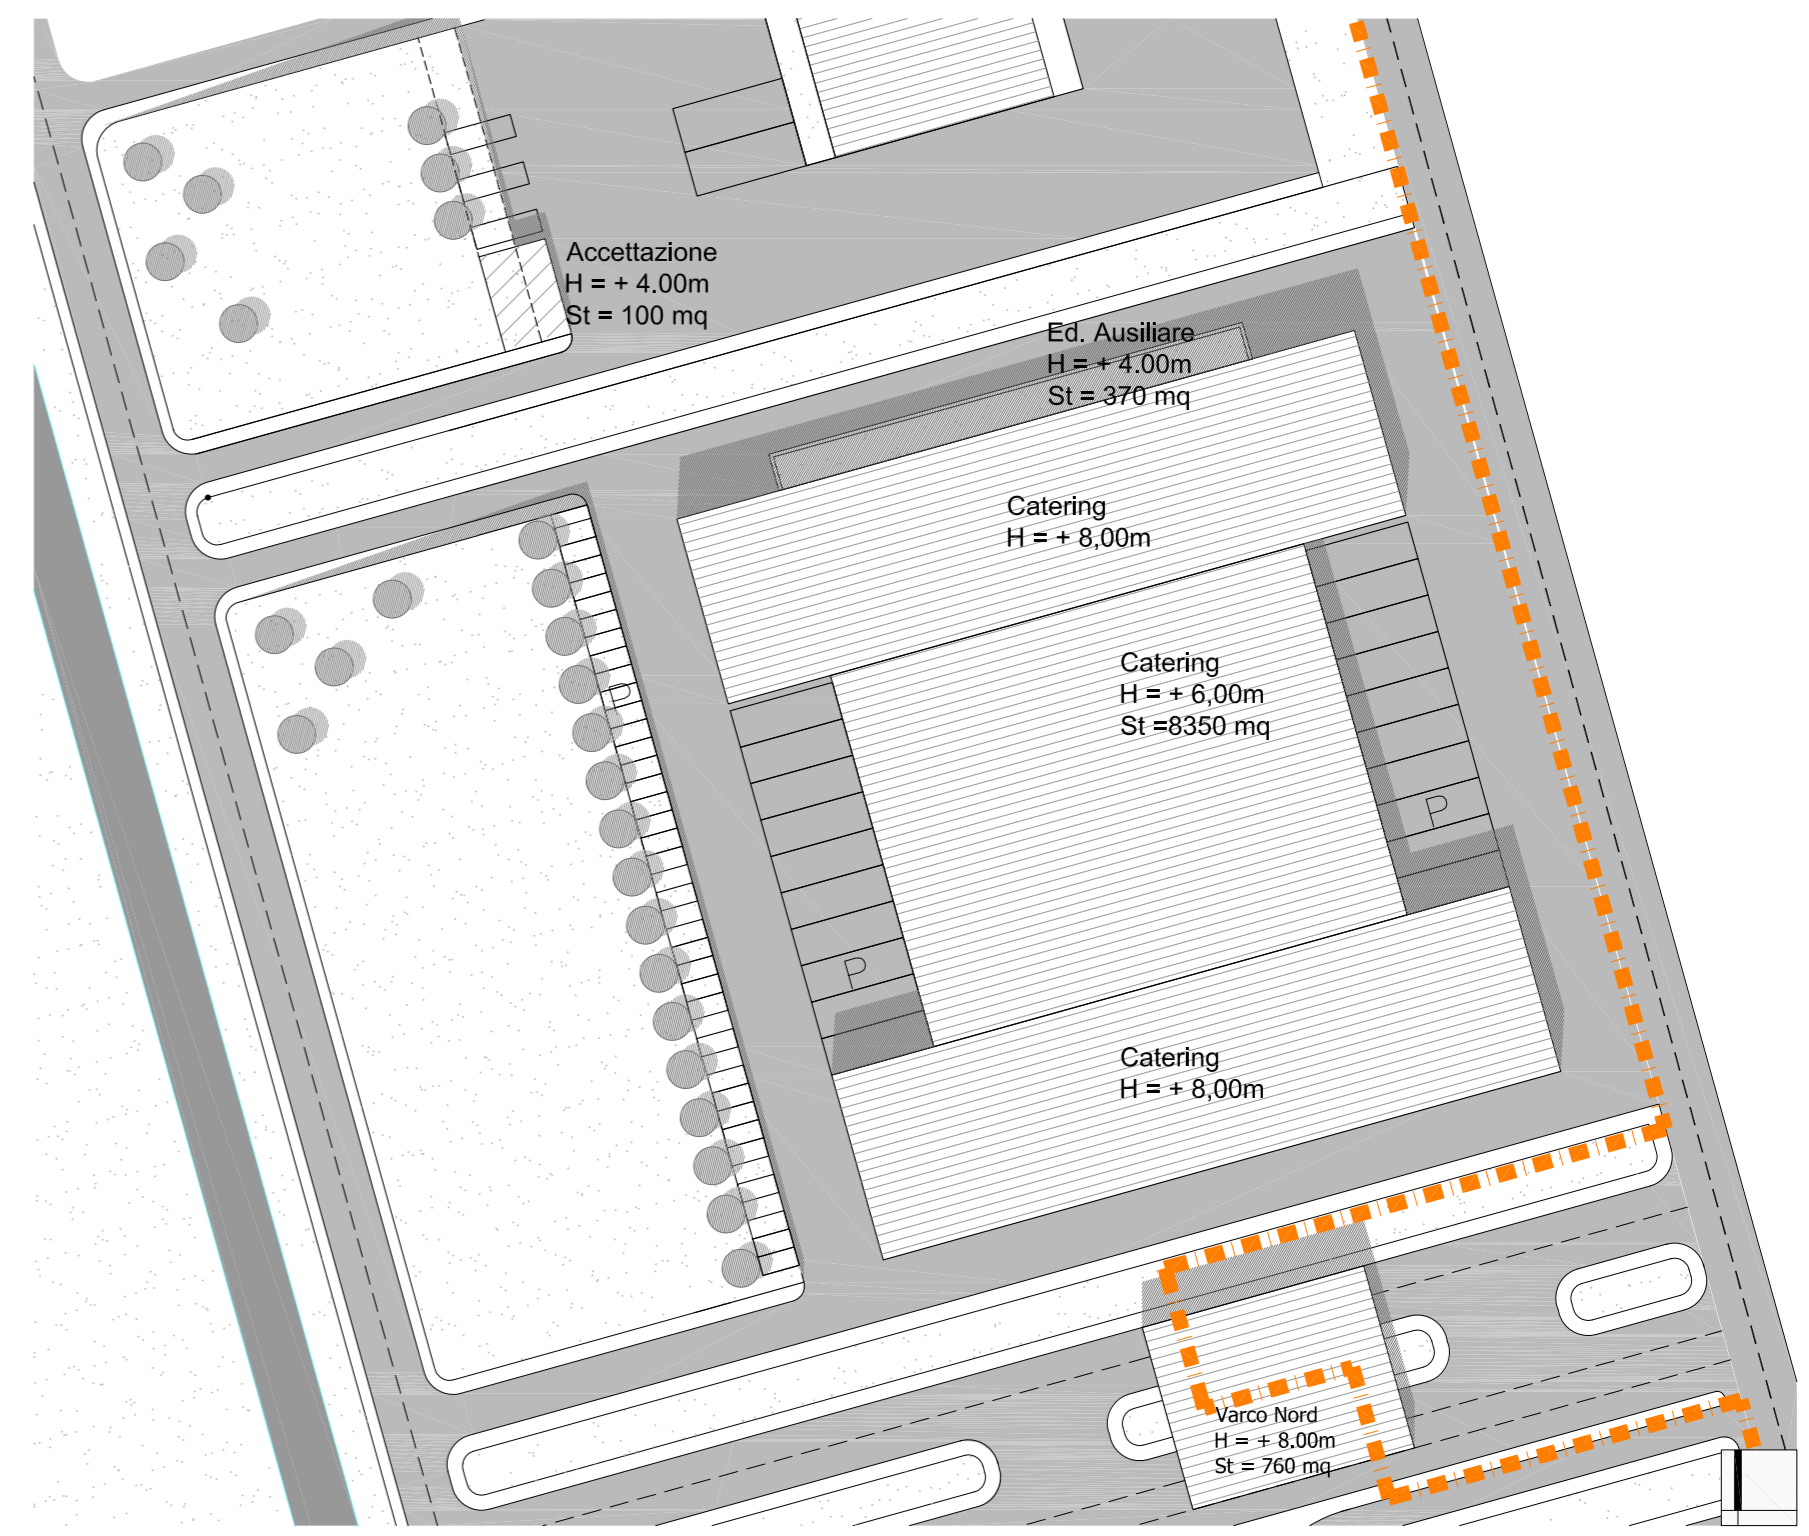 Accettazione
H = + 4.00m
St = 100 mq
Ed. Ausiliare
H = + 4.00m
St = 370 mq
Catering
H = + 8,00m
Catering
H = + 6,00m
St =8350 mq
P
P
P
Catering
H = + 8,00m
Varco Nord
H = + 8.00m
St = 760 mq